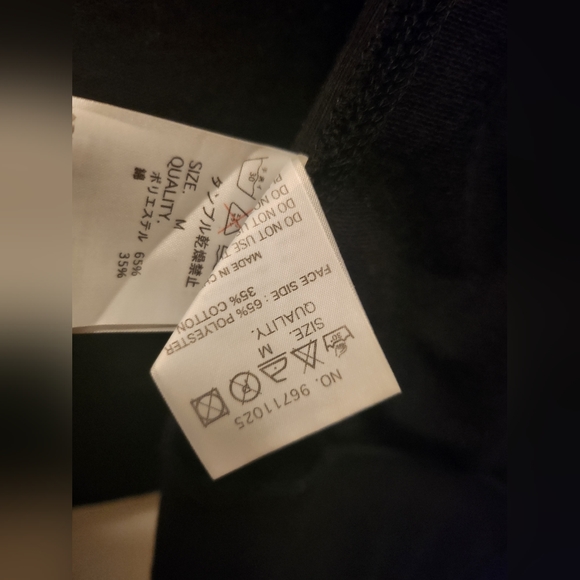 NO. 96711025
SIZE. M
QUALITY.
FACE SIDE : 65% POLYESTER
35% COTTON
MADE IN
DO NOT USE
DO NOT
SIZE. M
QUALITY.
ポリエステル 65%
綿 35%
タンブル乾燥禁止